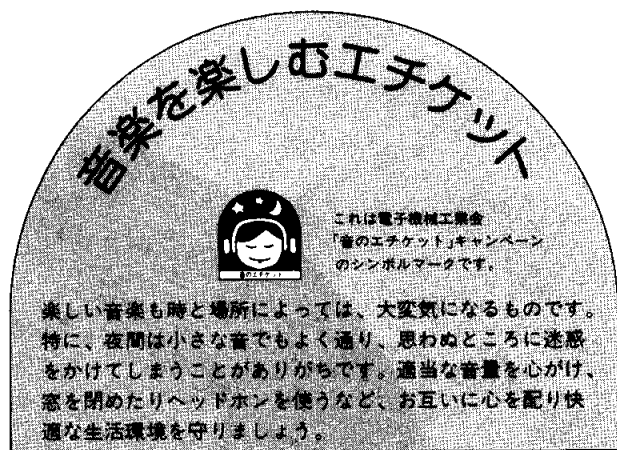 音楽を楽しむエチケット
これは電子機械工業会
「音のエチケット」キャンペーン
のシンボルマークです。
音のエチケット
楽しい音楽も時と場所によっては、大変気になるものです。
特に、夜間は小さな音でもよく通り、思わぬところに迷惑
をかけてしまうことがありがちです。適当な音量を心がけ、
窓を閉めたりヘッドホンを使うなど、お互いに心を配り快
適な生活環境を守りましょう。